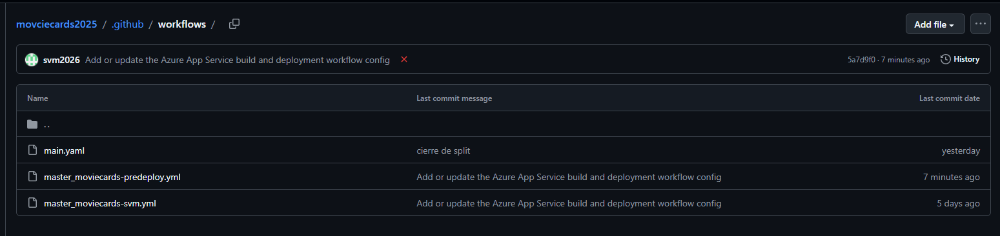 movciecards2025 / .github / workflows /
Add file
svm2026 Add or update the Azure App Service build and deployment workflow config 5a7d9f0 · 7 minutes ago History
Name Last commit message Last commit date
..
main.yaml cierre de split yesterday
master_moviecards-predeploy.yml Add or update the Azure App Service build and deployment workflow config 7 minutes ago
master_moviecards-svm.yml Add or update the Azure App Service build and deployment workflow config 5 days ago